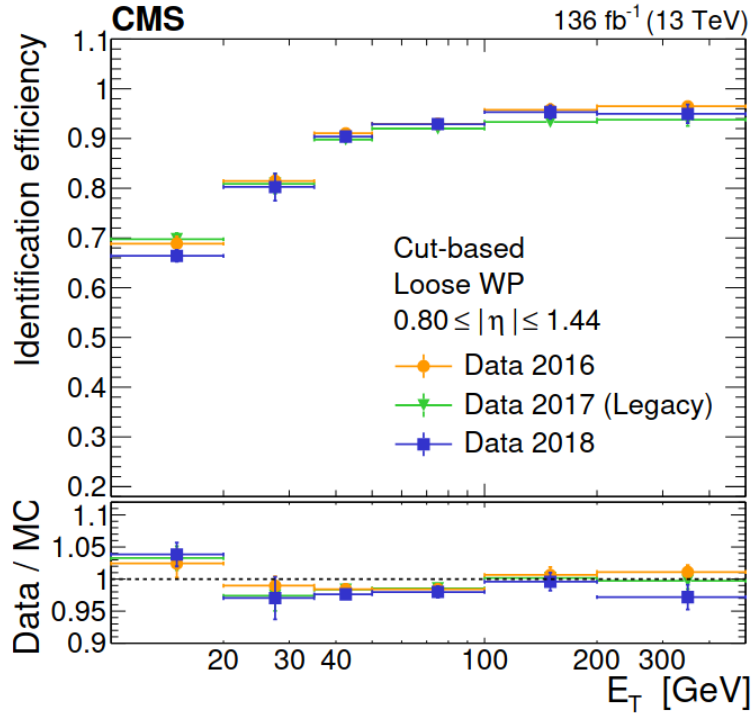 CMS 136 fb⁻¹ (13 TeV)
Identification efficiency
1.1
1
0.9
0.8
0.7
0.6
0.5
0.4
0.3
0.2
Cut-based
Loose WP
0.80 ≤ | η | ≤ 1.44
Data 2016
Data 2017 (Legacy)
Data 2018
Data / MC
1.1
1.05
1
0.95
0.9
20 30 40 100 200 300
E_T [GeV]